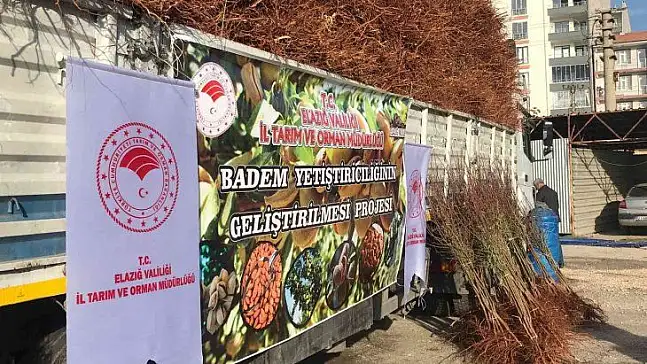 T.C.
ELAZIĞ VALİLİĞİ
İL TARIM VE ORMAN MÜDÜRLÜĞÜ
T.C.
ELAZIĞ VALİLİĞİ
İL TARIM VE ORMAN MÜDÜRLÜĞÜ
BADEM YETİŞTİRİCİLİĞİNİN
GELİŞTİRİLMESİ PROJESİ